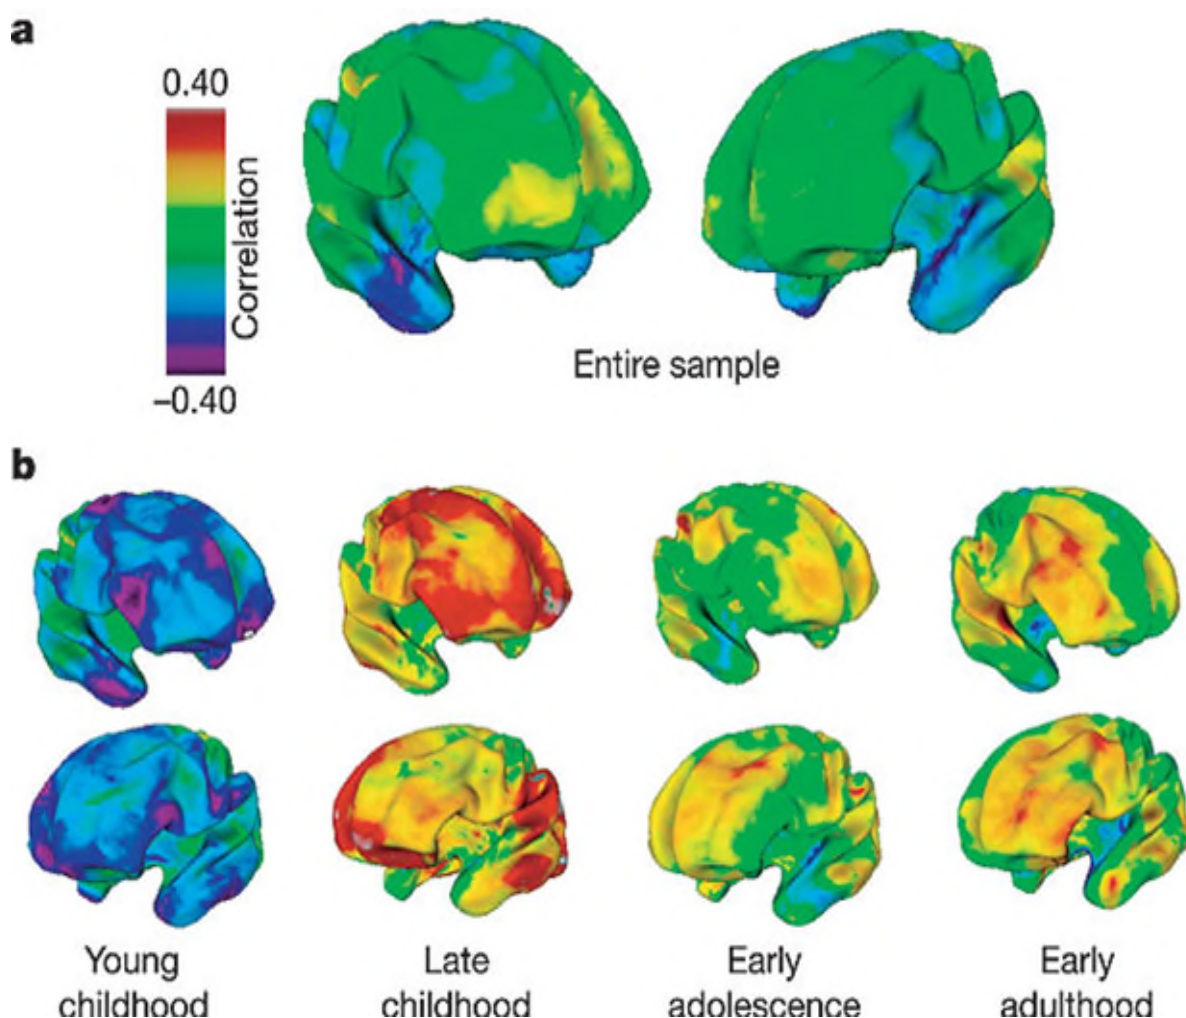 a
0.40
Correlation
−0.40
Entire sample
b
Young
childhood
Late
childhood
Early
adolescence
Early
adulthood